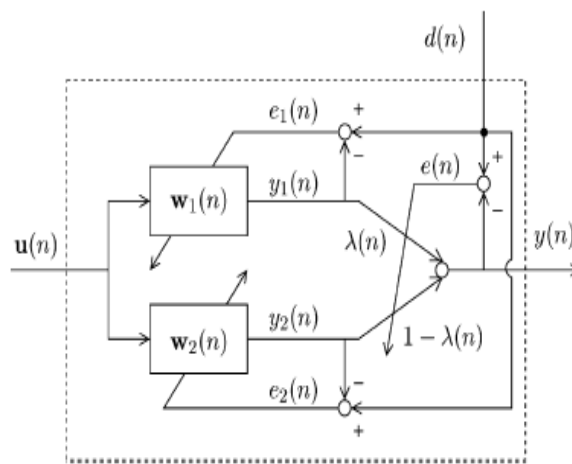 d(n)
e₁(n)
+
−
+
e(n)
−
w₁(n)
y₁(n)
u(n)
λ(n)
y(n)
w₂(n)
y₂(n)
1 − λ(n)
−
e₂(n)
+